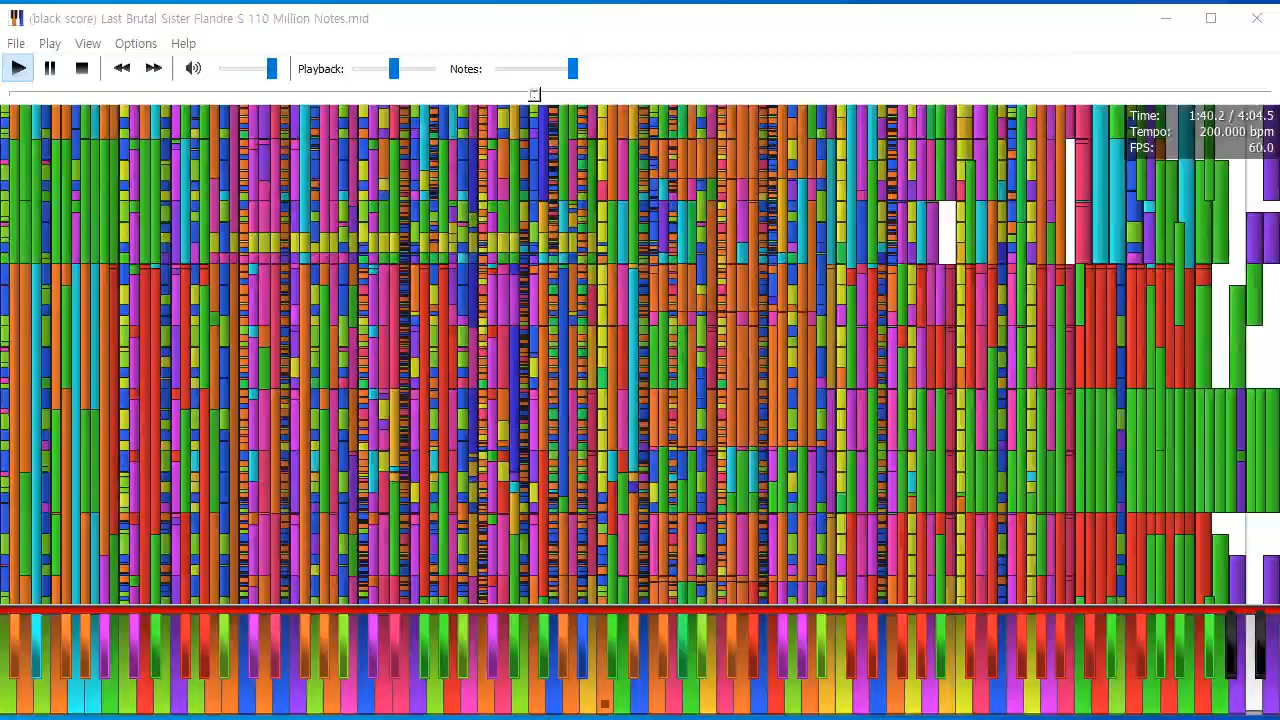 (black score) Last Brutal Sister Flandre S 110 Million Notes.mid
File Play View Options Help
Playback: Notes:
Time: 1:40.2 / 4:04.5
Tempo: 200.000 bpm
FPS: 60.0